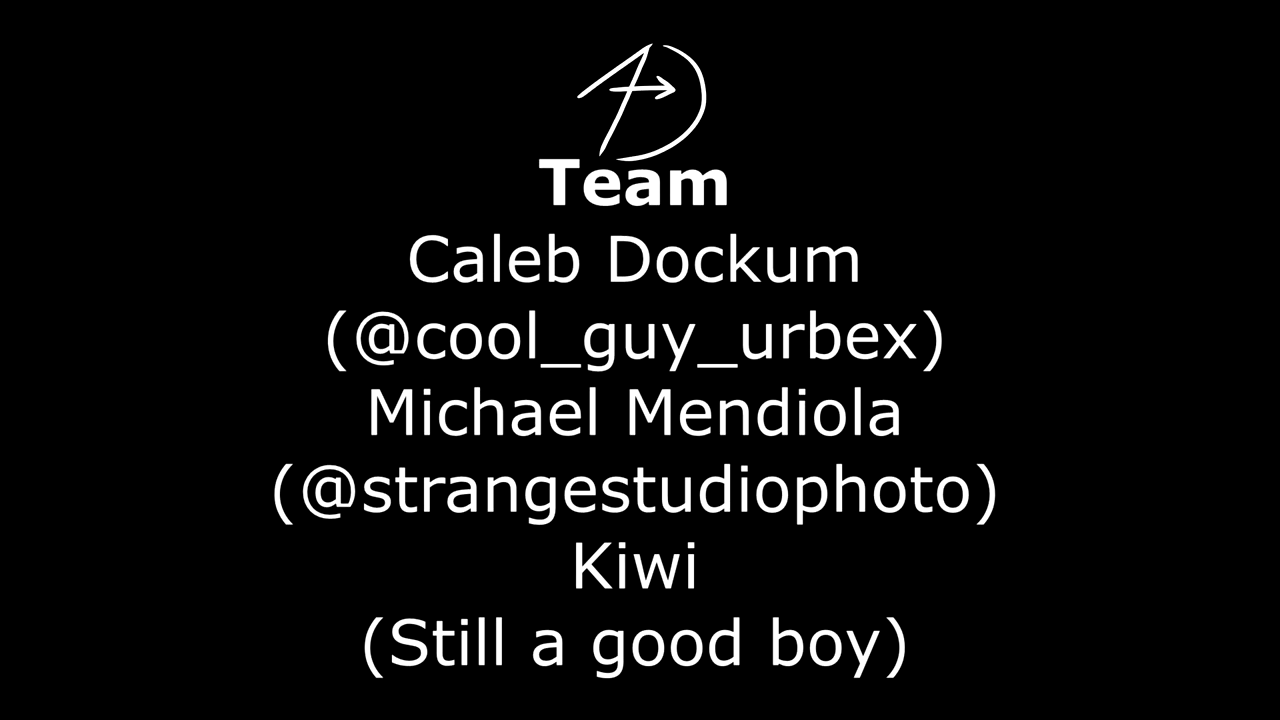 Team
Caleb Dockum
(@cool_guy_urbex)
Michael Mendiola
(@strangestudiophoto)
Kiwi
(Still a good boy)